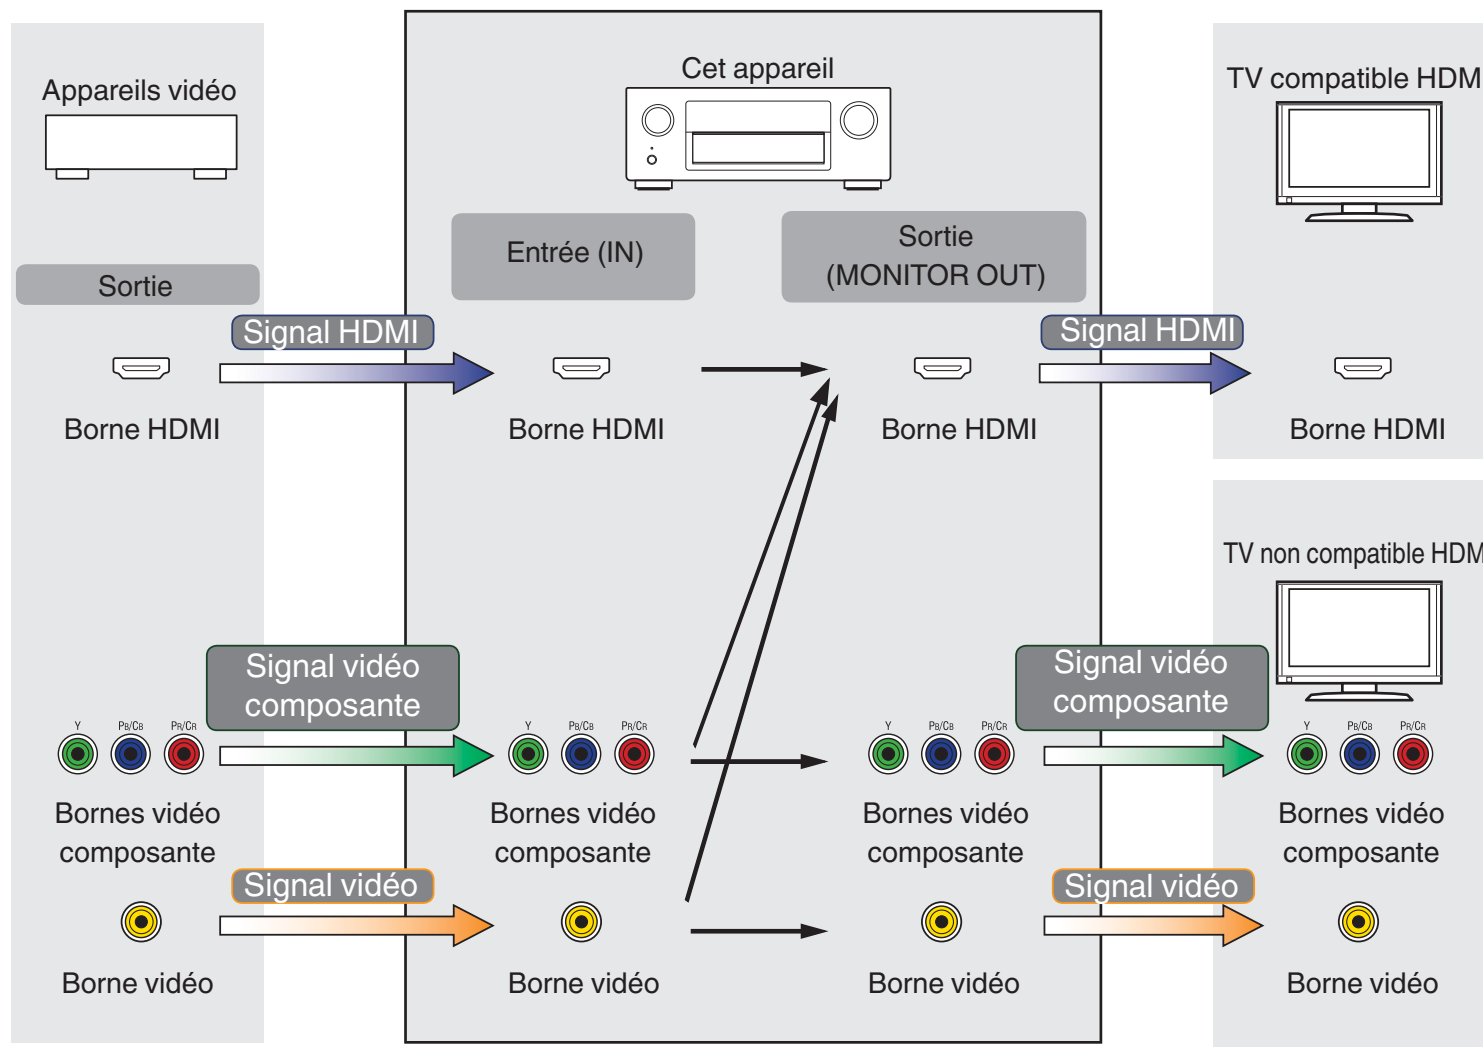 Appareils vidéo
Cet appareil
TV compatible HDM
Entrée (IN)
Sortie
(MONITOR OUT)
Sortie
Signal HDMI
Signal HDMI
Borne HDMI
Borne HDMI
Borne HDMI
Borne HDMI
TV non compatible HDM
Signal vidéo
composante
Signal vidéo
composante
Y PB/CB PR/CR
Y PB/CB PR/CR
Y PB/CB PR/CR
Y PB/CB PR/CR
Bornes vidéo
composante
Bornes vidéo
composante
Bornes vidéo
composante
Bornes vidéo
composante
Signal vidéo
Signal vidéo
Borne vidéo
Borne vidéo
Borne vidéo
Borne vidéo